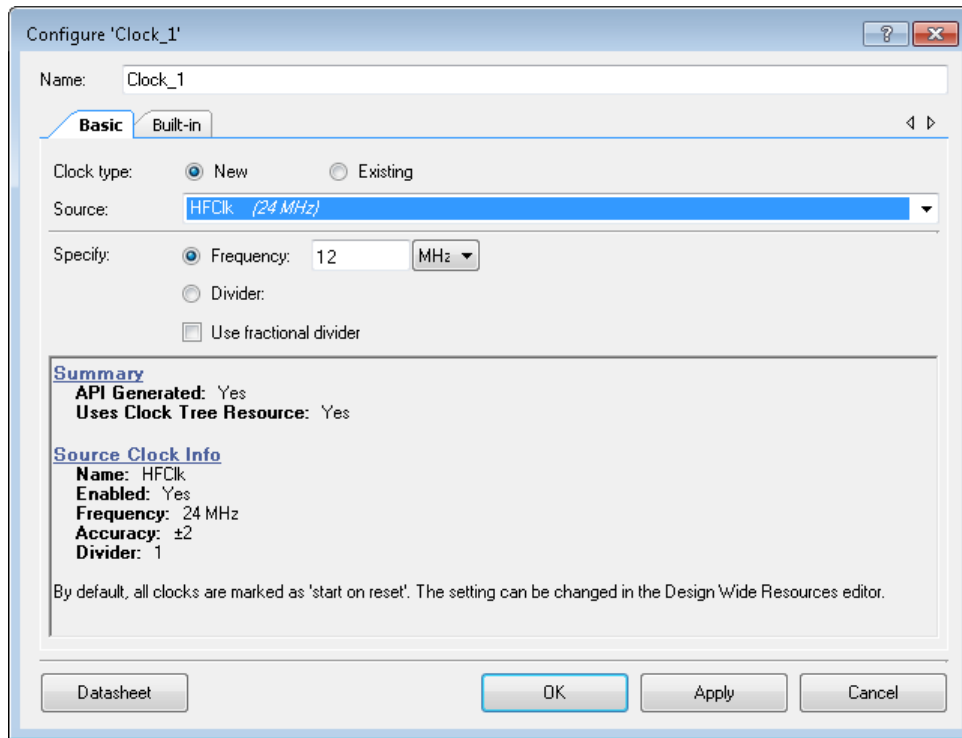 Configure 'Clock_1'
Name: Clock_1
Basic Built-in
Clock type: New Existing
Source: HFClk (24 MHz)
Specify: Frequency: 12 MHz
Divider:
Use fractional divider
Summary
API Generated: Yes
Uses Clock Tree Resource: Yes
Source Clock Info
Name: HFClk
Enabled: Yes
Frequency: 24 MHz
Accuracy: ±2
Divider: 1
By default, all clocks are marked as 'start on reset'. The setting can be changed in the Design Wide Resources editor.
Datasheet OK Apply Cancel